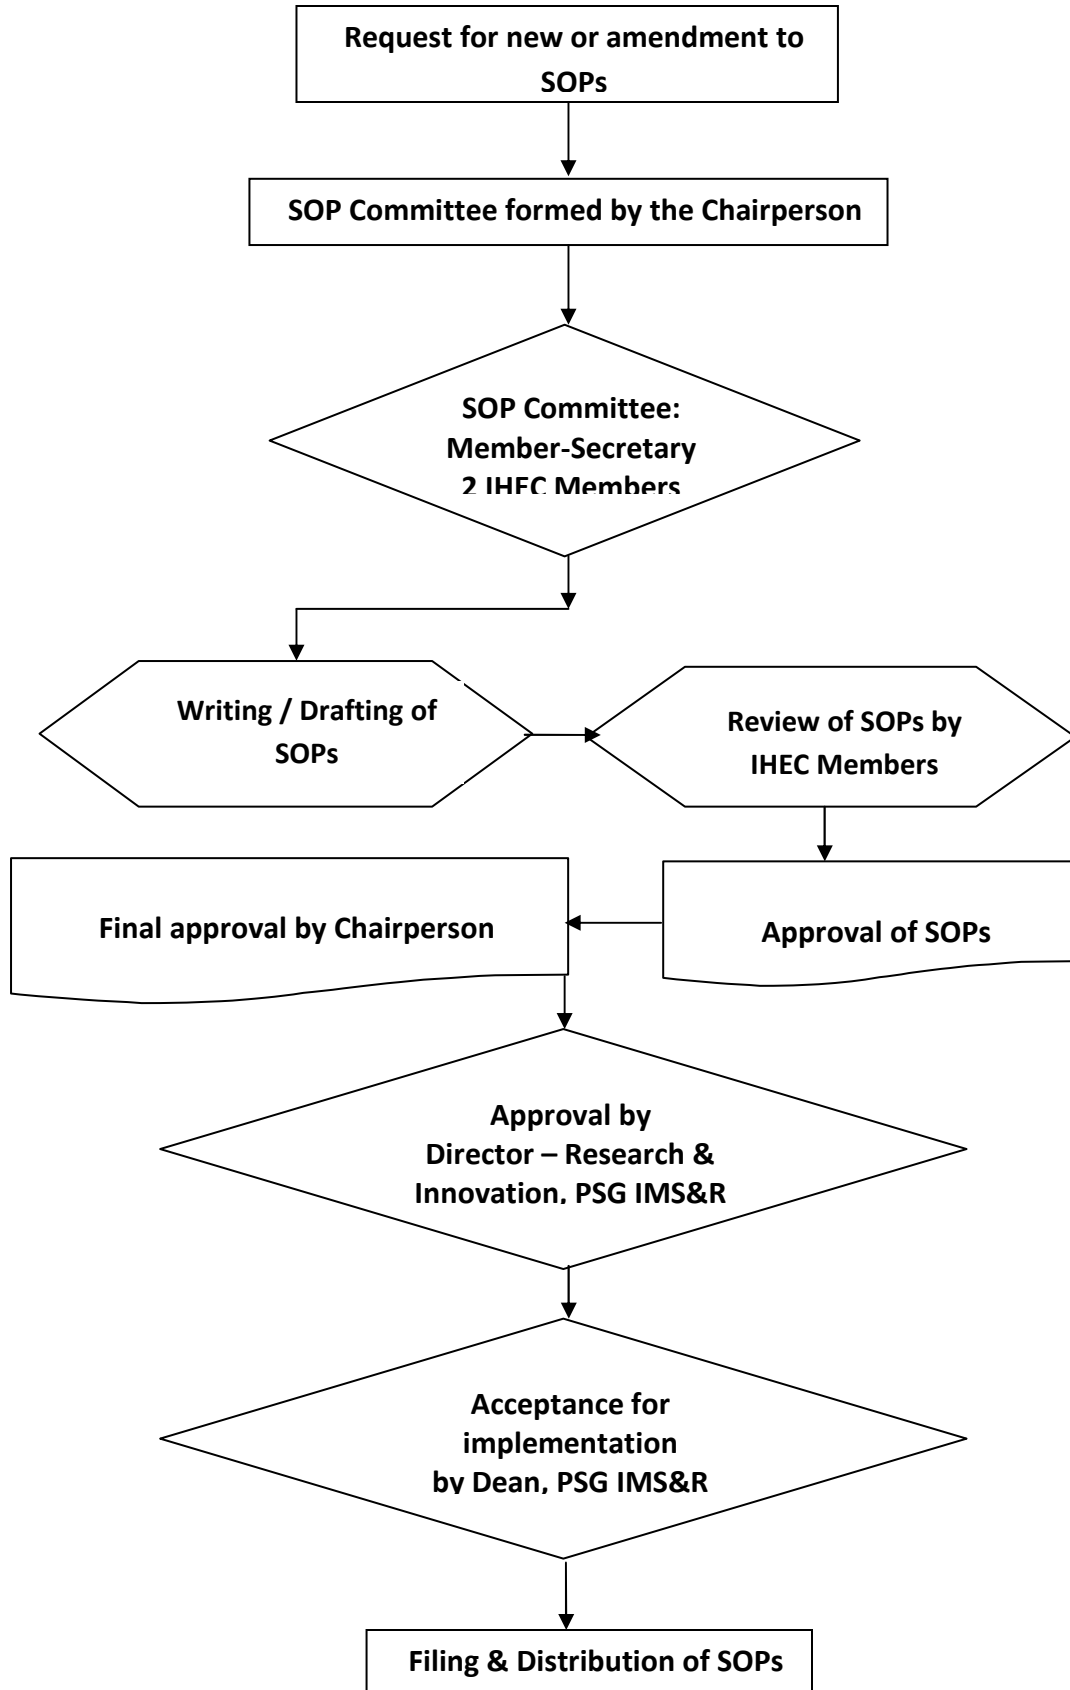 Request for new or amendment to
SOPs
SOP Committee formed by the Chairperson
SOP Committee:
Member-Secretary
2 IHEC Members
Writing / Drafting of
SOPs
Review of SOPs by
IHEC Members
Final approval by Chairperson
Approval of SOPs
Approval by
Director – Research &
Innovation, PSG IMS&R
Acceptance for
implementation
by Dean, PSG IMS&R
Filing & Distribution of SOPs